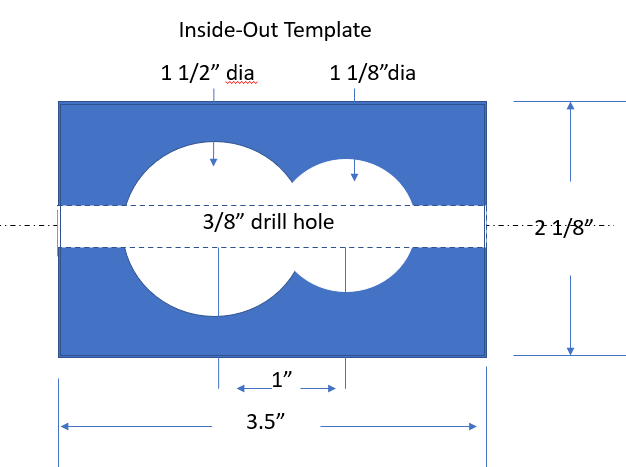 Inside-Out Template
1 1/2” dia
1 1/8”dia
3/8” drill hole
2 1/8”
1”
3.5”